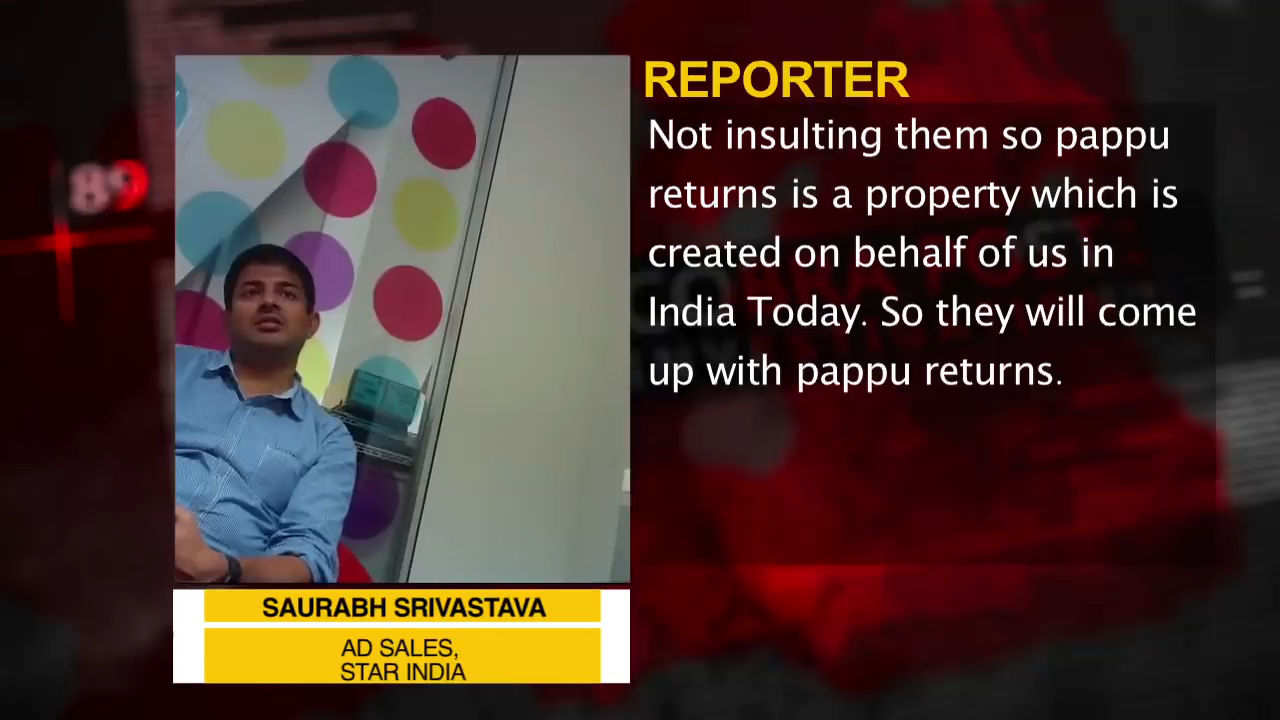 89
REPORTER
Not insulting them so pappu
returns is a property which is
created on behalf of us in
India Today. So they will come
up with pappu returns.
SAURABH SRIVASTAVA
AD SALES,
STAR INDIA